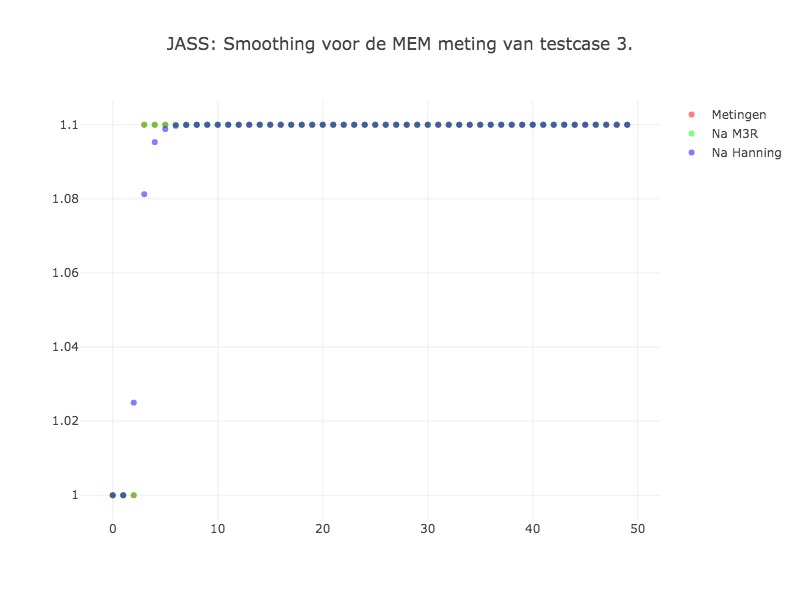 JASS: Smoothing voor de MEM meting van testcase 3.
Metingen
Na M3R
Na Hanning
1.1
1.08
1.06
1.04
1.02
1
0 10 20 30 40 50